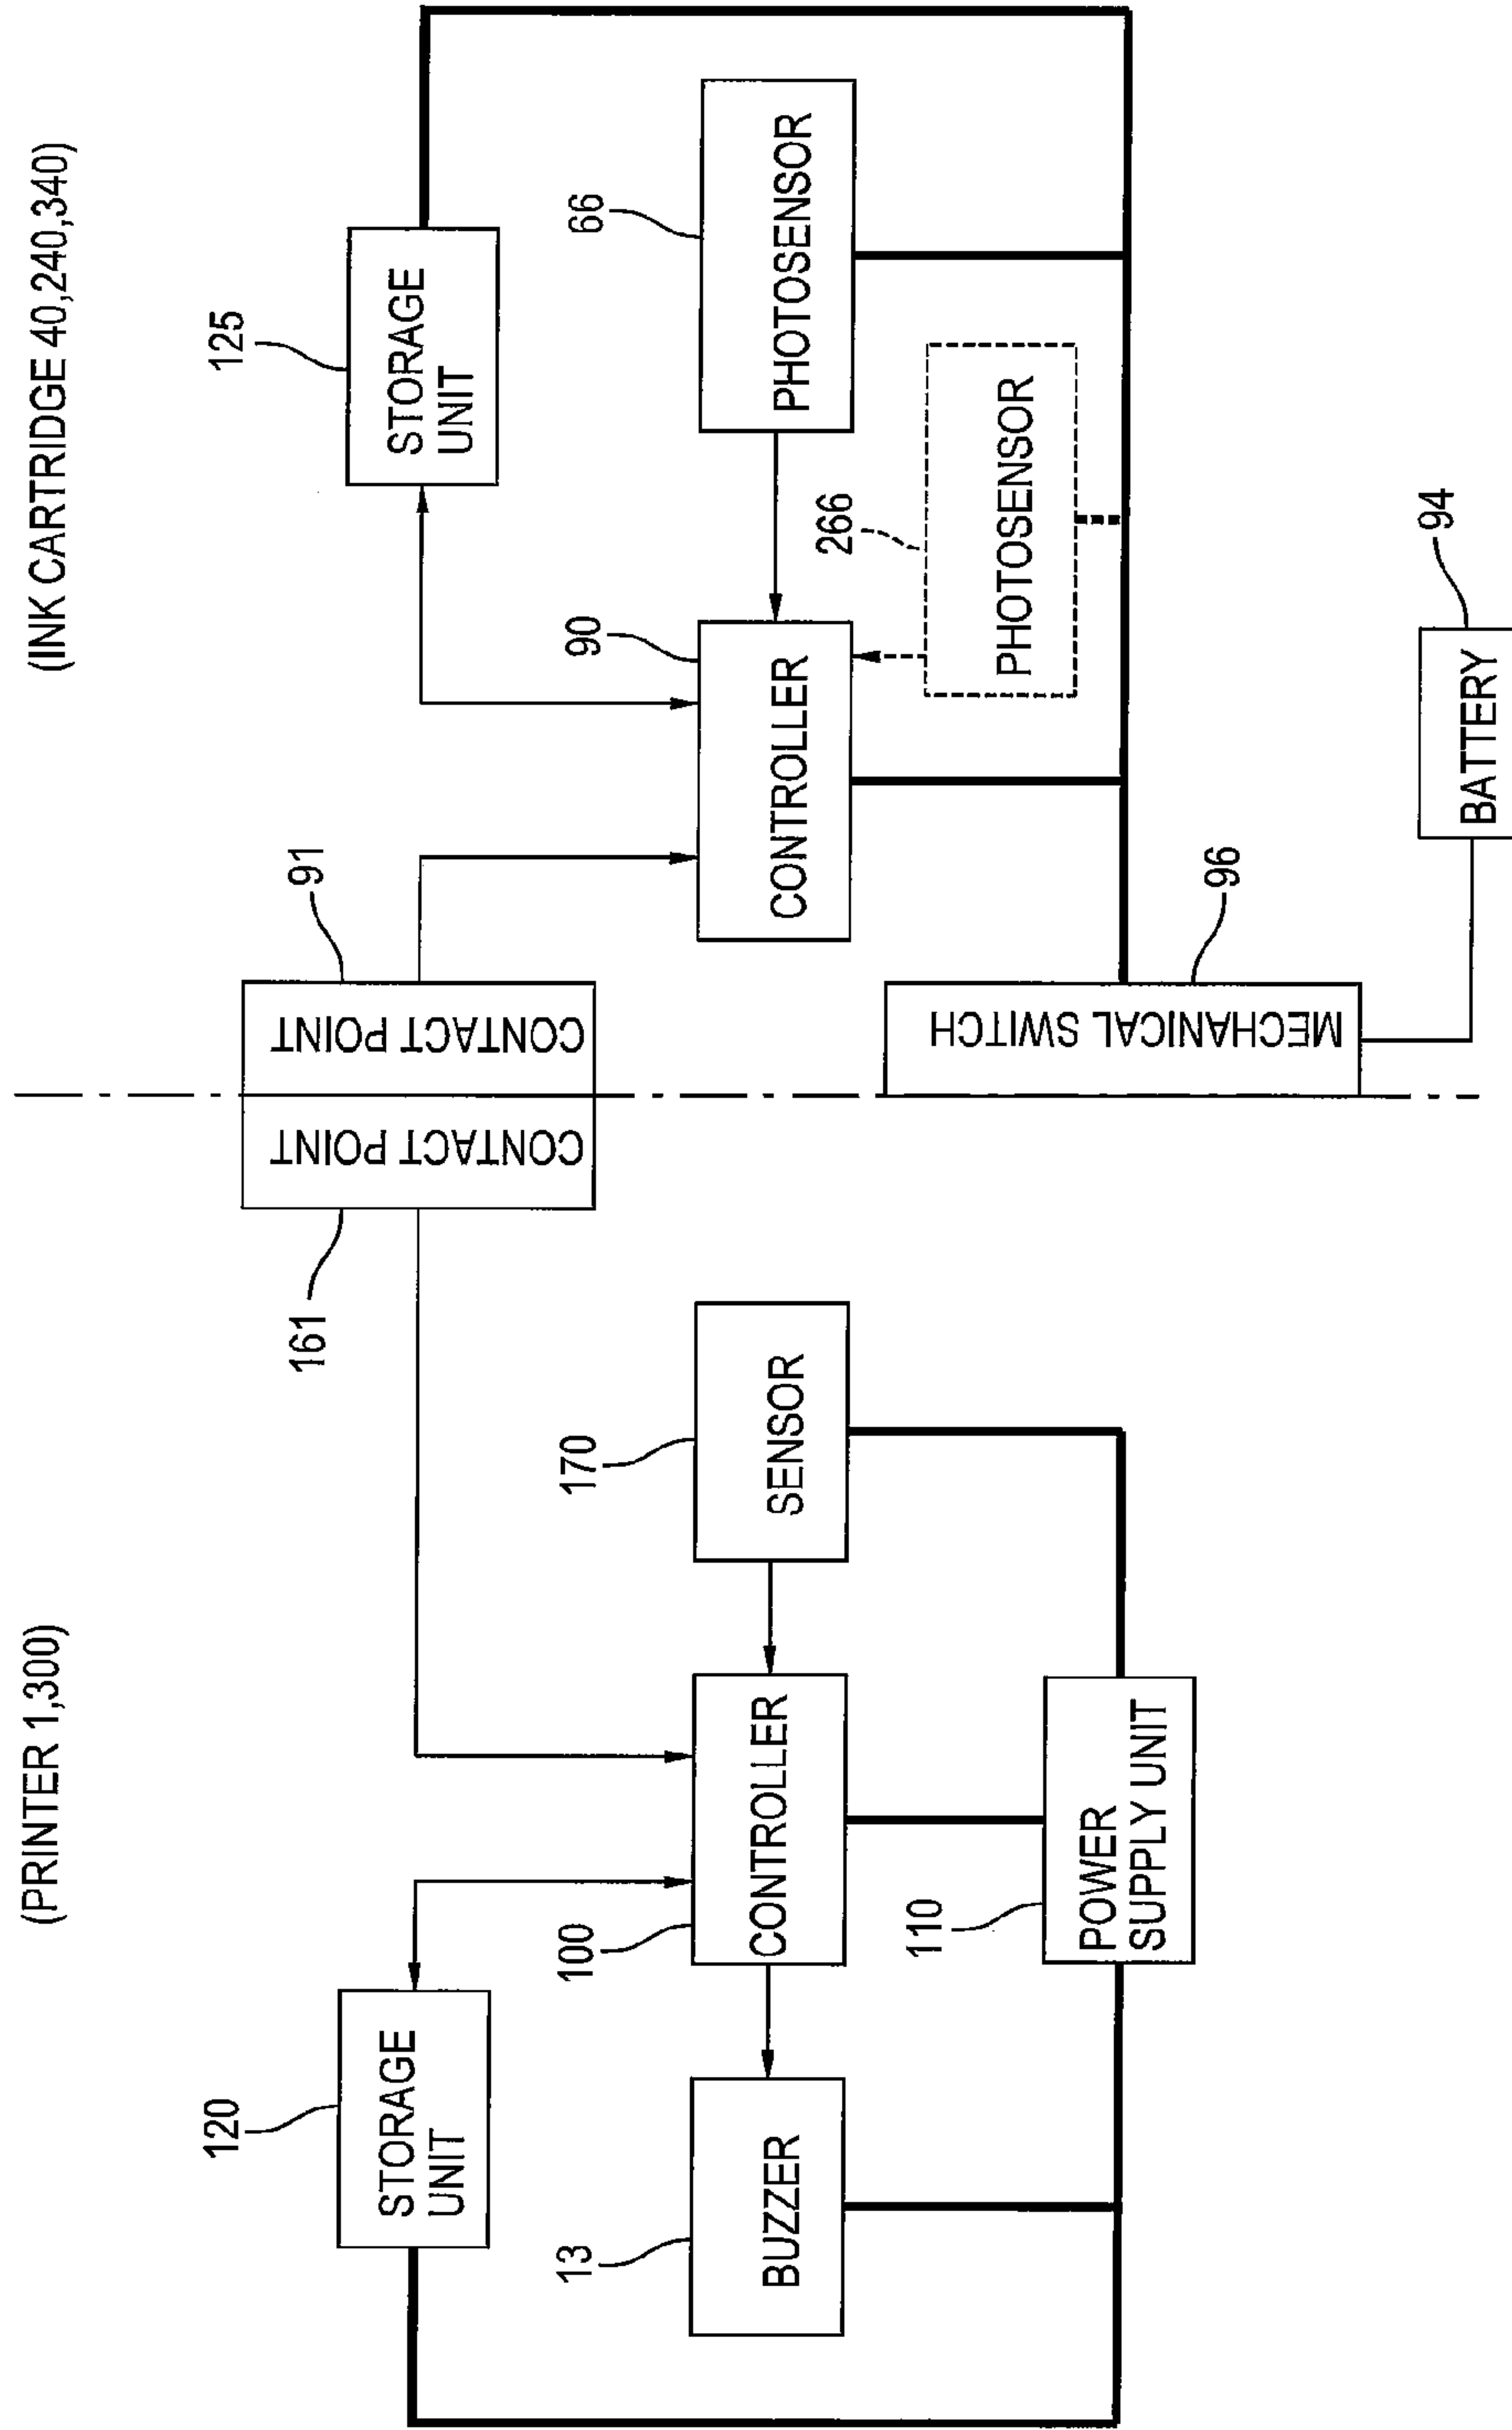 (PRINTER 1,300)
120
STORAGE
UNIT
161
CONTACT POINT
13
BUZZER
100
CONTROLLER
170
SENSOR
110
POWER
SUPPLY UNIT
(INK CARTRIDGE 40,240,340)
91
CONTACT POINT
125
STORAGE
UNIT
90
CONTROLLER
66
PHOTOSENSOR
266
PHOTOSENSOR
96
MECHANICAL SWITCH
94
BATTERY